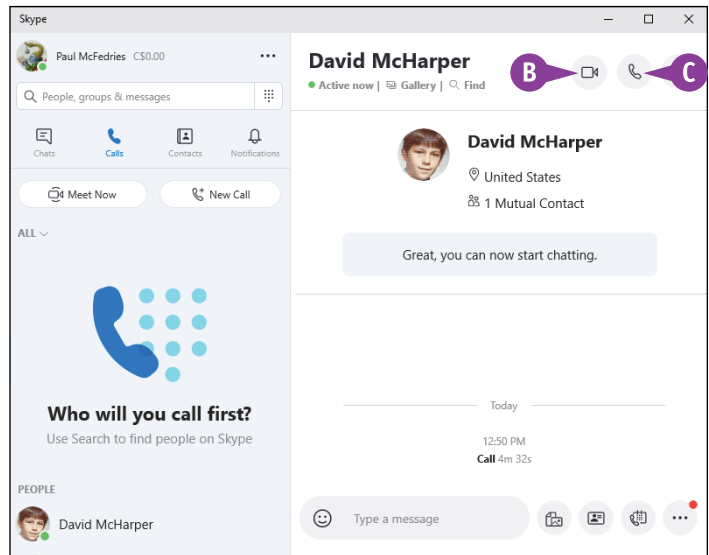 Skype
Paul McFedries C$0.00
People, groups & messages
Chats Calls Contacts Notifications
Meet Now New Call
ALL
Who will you call first?
Use Search to find people on Skype
PEOPLE
David McHarper
David McHarper
Active now | Gallery | Find
B C
David McHarper
United States
1 Mutual Contact
Great, you can now start chatting.
Today
12:50 PM
Call 4m 32s
Type a message